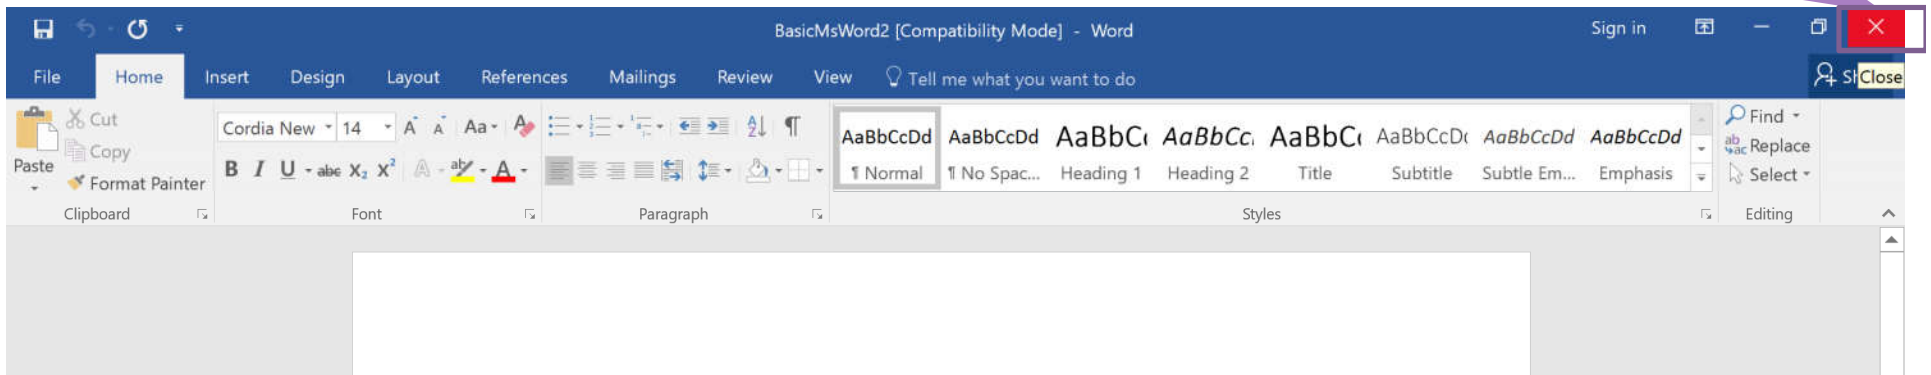 BasicMsWord2 [Compatibility Mode] - Word
Sign in
File Home Insert Design Layout References Mailings Review View Tell me what you want to do
Close
Cut
Copy
Paste
Format Painter
Clipboard
Cordia New 14 A A Aa
B I U abc X₂ X² A ab A
Font
A Z ¶
Paragraph
AaBbCcDd AaBbCcDd AaBbC AaBbCc AaBbC AaBbCcD AaBbCcDd AaBbCcDd
¶ Normal ¶ No Spac... Heading 1 Heading 2 Title Subtitle Subtle Em... Emphasis
Styles
Find
Replace
Select
Editing